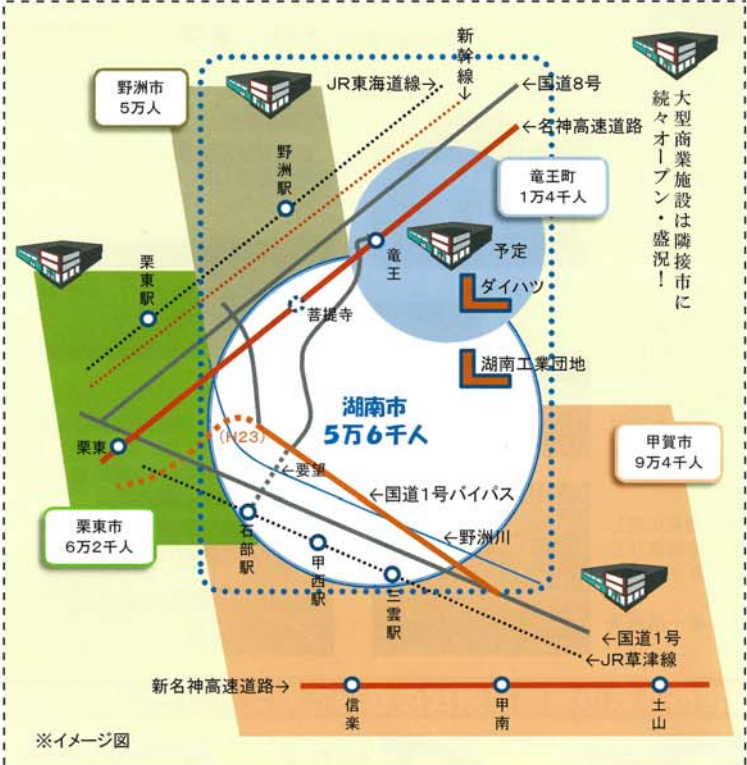 新幹線↓
JR東海道線→
←国道8号
←名神高速道路
大型商業施設は隣接市に
続々オープン・盛況！
野洲市
5万人
野洲駅
竜王町
1万4千人
予定
竜王
ダイハツ
栗東駅
菩提寺
湖南工業団地
湖南市
5万6千人
(H23)
栗東
←要望
甲賀市
9万4千人
←国道1号バイパス
栗東市
6万2千人
←野洲川
石部駅
甲西駅
三雲駅
←国道1号
←JR草津線
新名神高速道路→
信楽
甲南
土山
※イメージ図